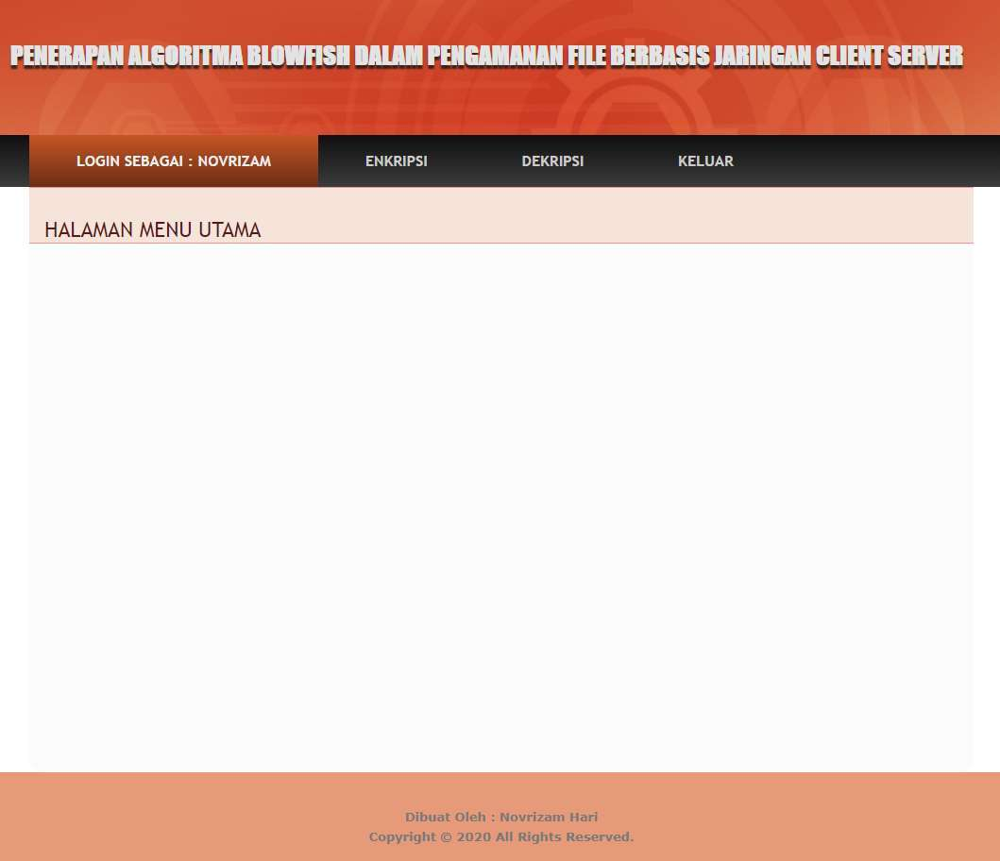 PENERAPAN ALGORITMA BLOWFISH DALAM PENGAMANAN FILE BERBASIS JARINGAN CLIENT SERVER
LOGIN SEBAGAI : NOVRIZAM ENKRIPSI DEKRIPSI KELUAR
HALAMAN MENU UTAMA
Dibuat Oleh : Novrizam Hari
Copyright © 2020 All Rights Reserved.